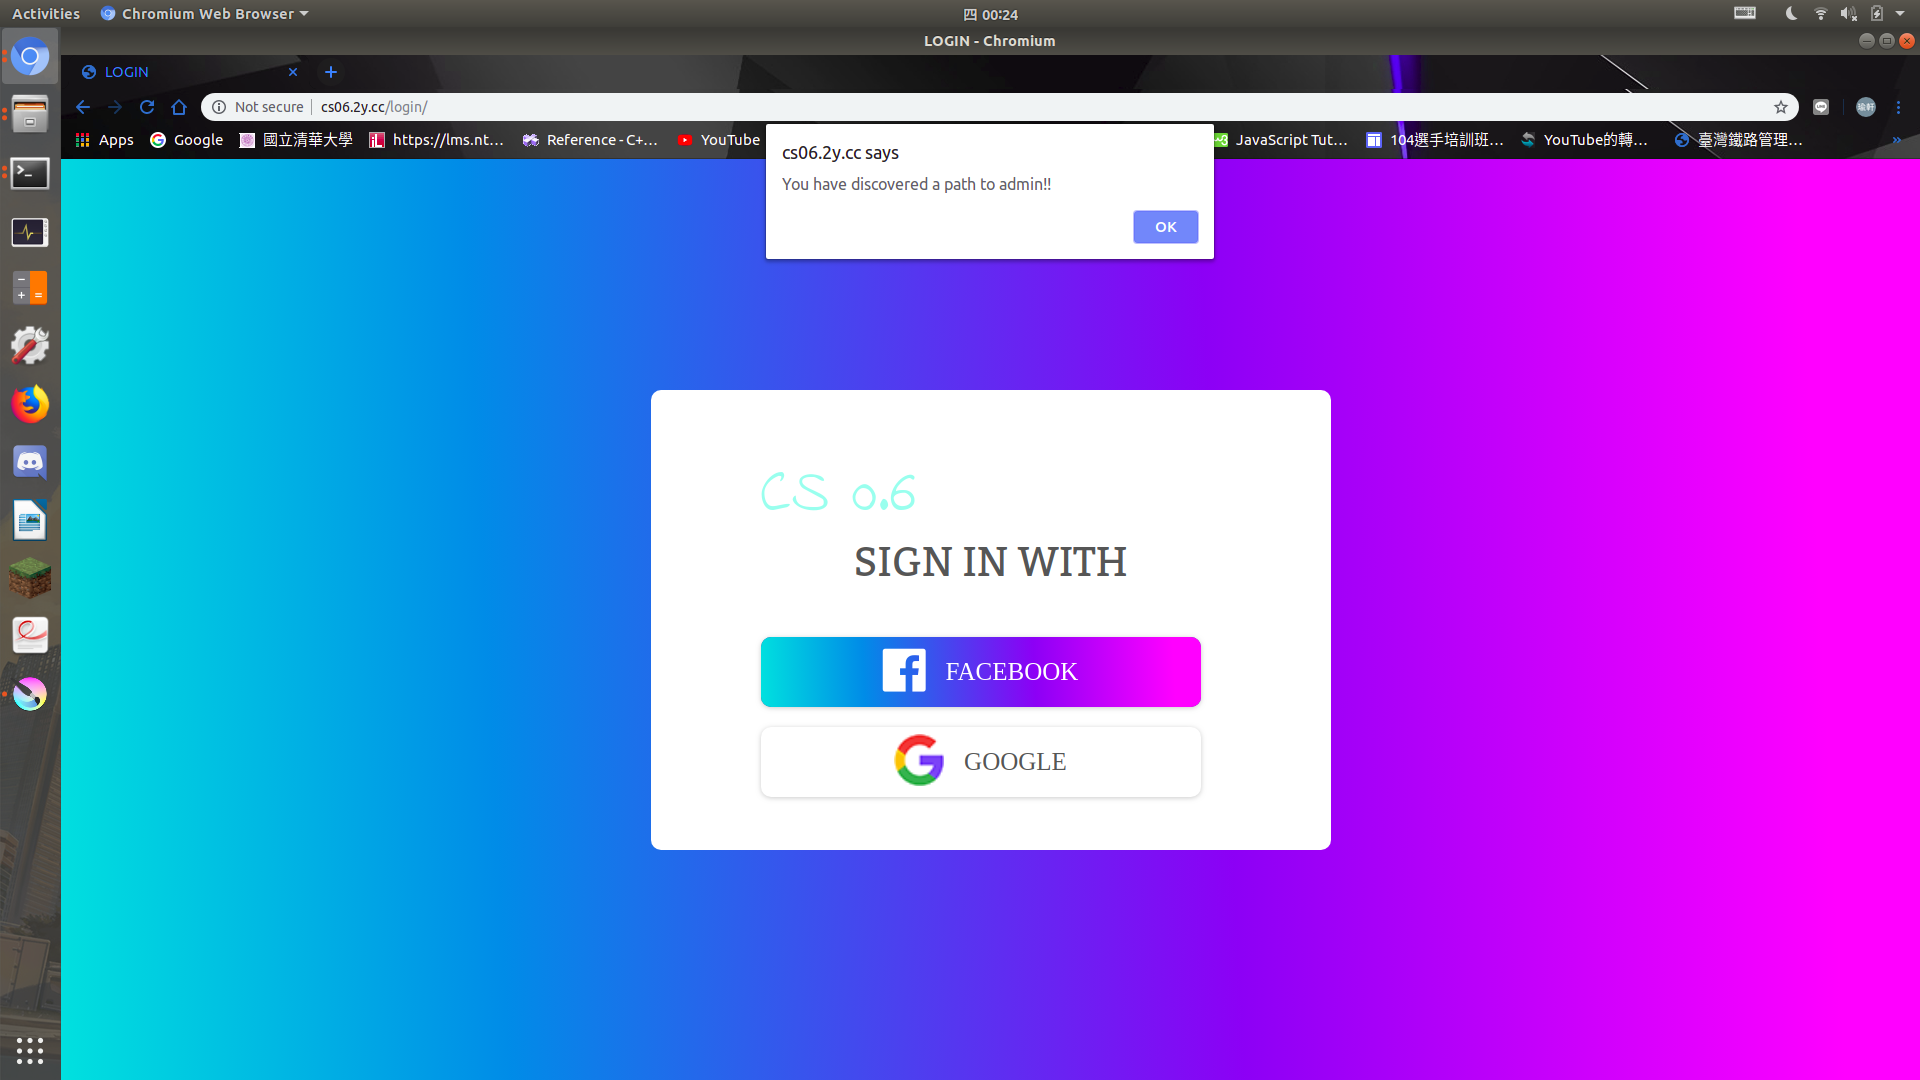 Activities Chromium Web Browser 四 00∶24
LOGIN - Chromium
LOGIN
Not secure cs06.2y.cc/login/
瑜軒
Apps Google 國立清華大學 https://lms.nt… Reference - C+… YouTube JavaScript Tut… 104選手培訓班… YouTube的轉… 臺灣鐵路管理… »
cs06.2y.cc says
You have discovered a path to admin!!
OK
CS 0.6
SIGN IN WITH
FACEBOOK
GOOGLE